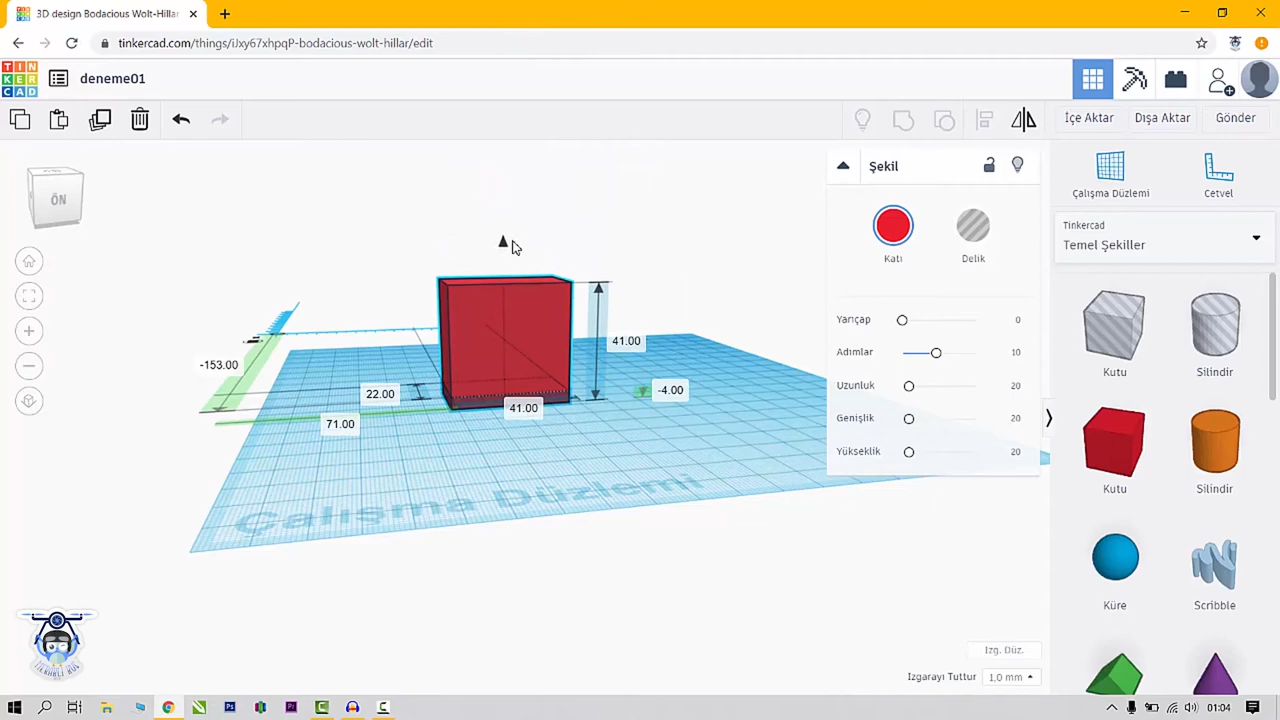 3D design Bodacious Wolt-Hillar
tinkercad.com/things/iJxy67xhpqP-bodacious-wolt-hillar/edit
TIN
KER
CAD
deneme01
İçe Aktar
Dışa Aktar
Gönder
ÖN
Şekil
Katı
Delik
Yarıçap 0
Adımlar 10
Uzunluk 20
Genişlik 20
Yükseklik 20
Çalışma Düzlemi
Cetvel
Tinkercad
Temel Şekiller
Kutu
Silindir
Kutu
Silindir
Küre
Scribble
41.00
-153.00
22.00
-4.00
41.00
71.00
Çalışma Düzlemi
Izg. Düz.
Izgarayı Tuttur 1,0 mm
01:04